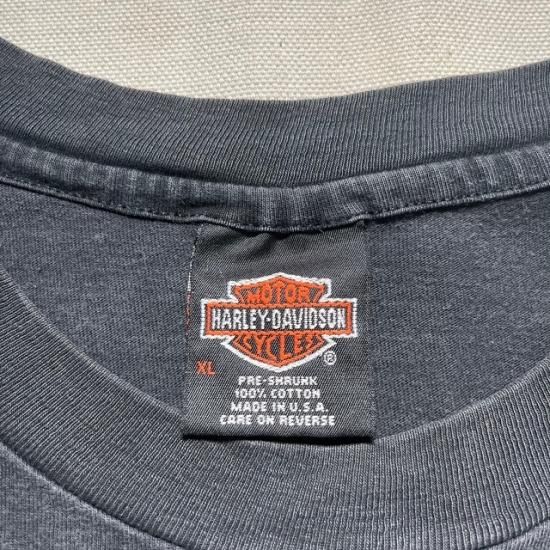 MOTOR
HARLEY-DAVIDSON
CYCLES
®
XL
PRE-SHRUNK
100% COTTON
MADE IN U.S.A.
CARE ON REVERSE